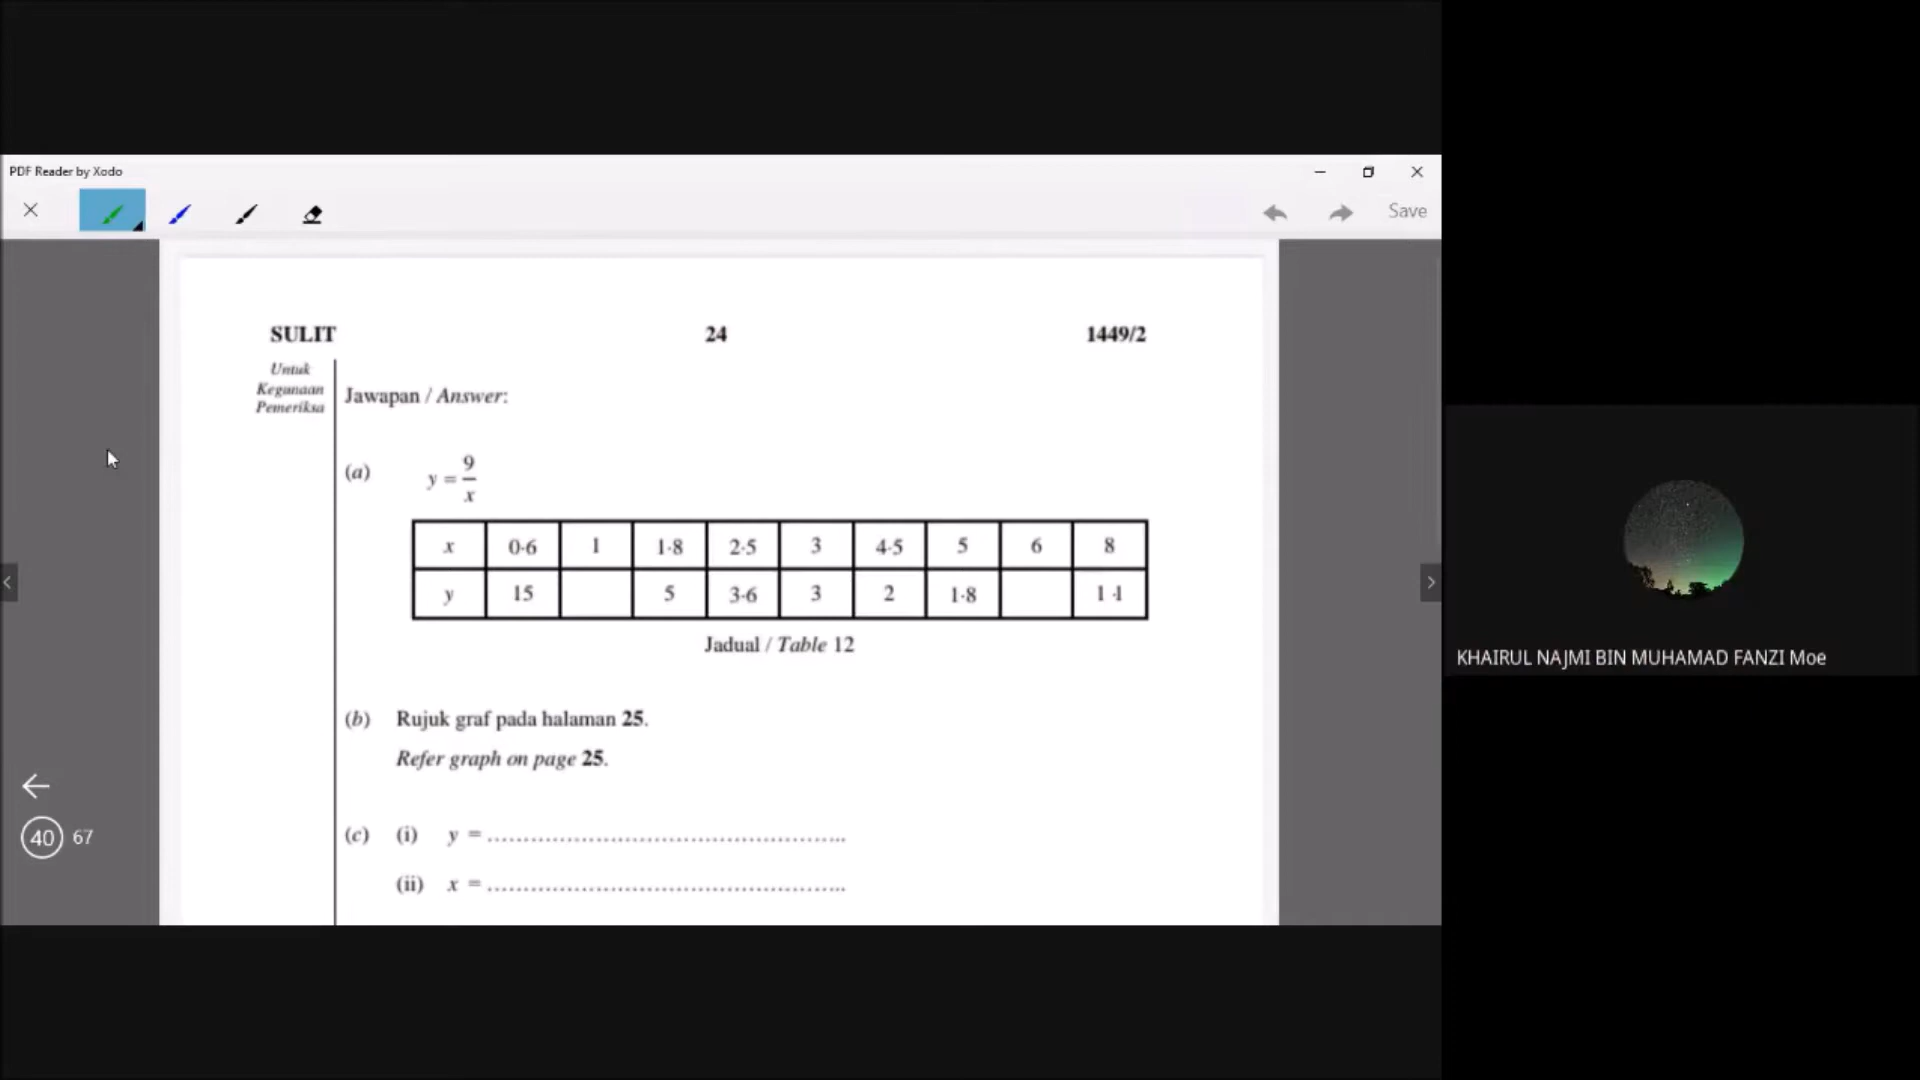 PDF Reader by Xodo
Save
SULIT 24 1449/2
Untuk
Kegunaan
Pemeriksa
Jawapan / Answer:
(a) y = 9/x
x 0·6 1 1·8 2·5 3 4·5 5 6 8
y 15 5 3·6 3 2 1·8 1·1
Jadual / Table 12
(b) Rujuk graf pada halaman 25.
Refer graph on page 25.
(c) (i) y = ..................................................
(ii) x = ..................................................
40 67
KHAIRUL NAJMI BIN MUHAMAD FANZI Moe